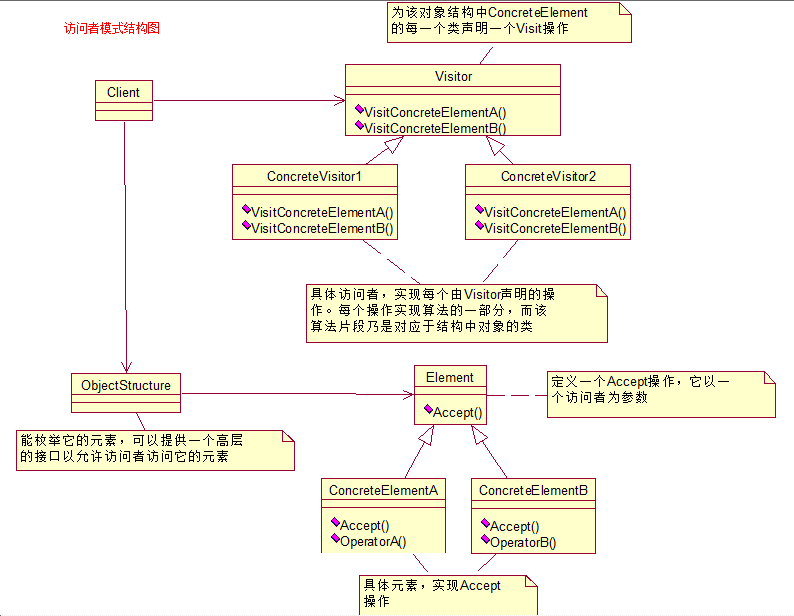 访问者模式结构图
为该对象结构中ConcreteElement
的每一个类声明一个Visit操作
Client
Visitor
VisitConcreteElementA()
VisitConcreteElementB()
ConcreteVisitor1
VisitConcreteElementA()
VisitConcreteElementB()
ConcreteVisitor2
VisitConcreteElementA()
VisitConcreteElementB()
具体访问者，实现每个由Visitor声明的操
作。每个操作实现算法的一部分，而该
算法片段乃是对应于结构中对象的类
ObjectStructure
Element
Accept()
定义一个Accept操作，它以一
个访问者为参数
能枚举它的元素，可以提供一个高层
的接口以允许访问者访问它的元素
ConcreteElementA
Accept()
OperatorA()
ConcreteElementB
Accept()
OperatorB()
具体元素，实现Accept
操作